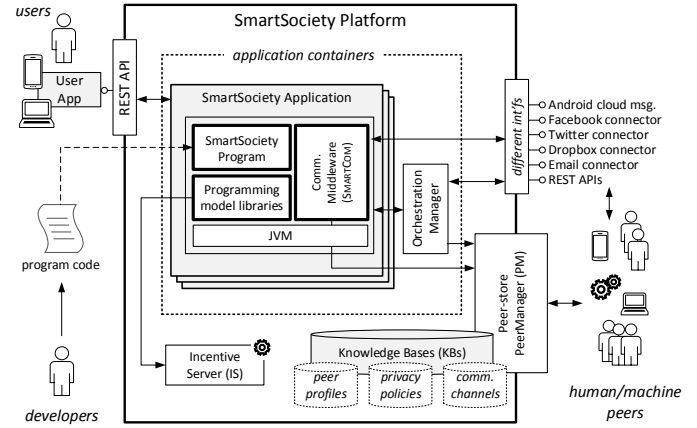 users
SmartSociety Platform
User
App
REST API
application containers
SmartSociety Application
SmartSociety
Program
Programming
model libraries
Comm.
Middleware
(SMARTCOM)
JVM
Orchestration
Manager
different int'fs
Android cloud msg.
Facebook connector
Twitter connector
Dropbox connector
Email connector
REST APIs
program code
Peer-store
PeerManager (PM)
Incentive
Server (IS)
Knowledge Bases (KBs)
peer
profiles
privacy
policies
comm.
channels
developers
human/machine
peers